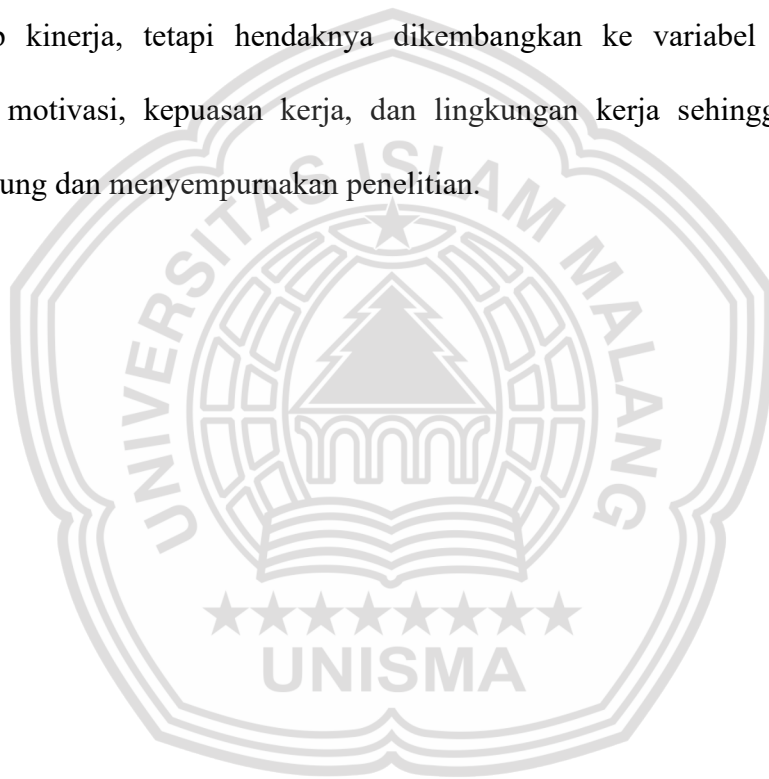 kinerja, tetapi hendaknya dikembangkan ke variabel
motivasi, kepuasan kerja, dan lingkungan kerja
dan menyempurnakan penelitian.
UNIVERSITAS ISLAM MALANG
UNISMA